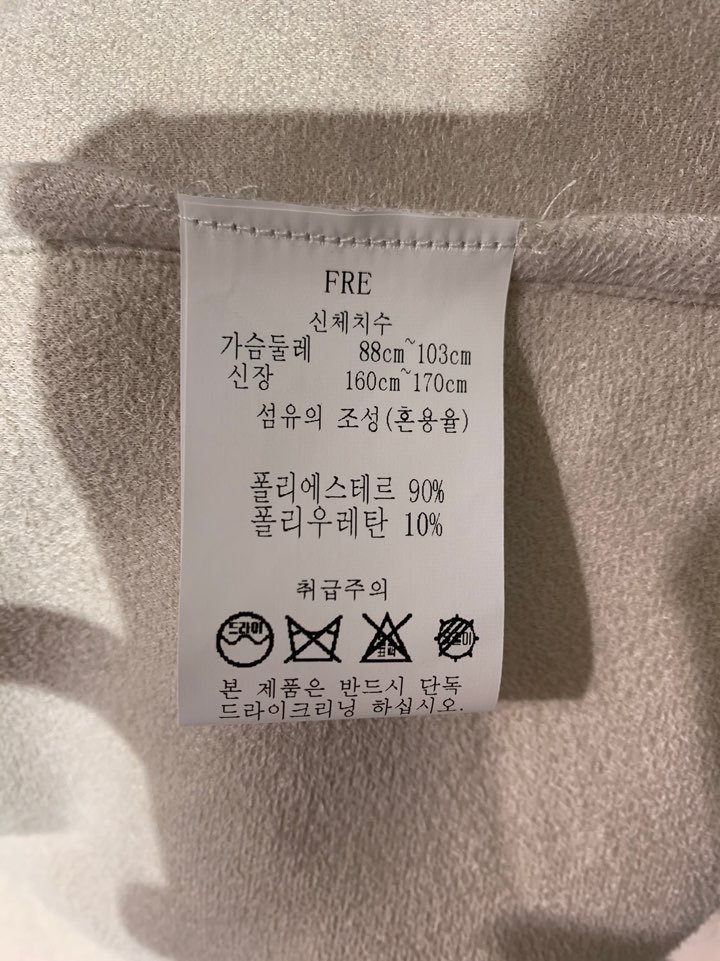 FRE
신체치수
가슴둘레 88cm~103cm
신장 160cm~170cm
섬유의 조성(혼용율)
폴리에스테르 90%
폴리우레탄 10%
취급주의
드라이
본 제품은 반드시 단독
드라이크리닝 하십시오.